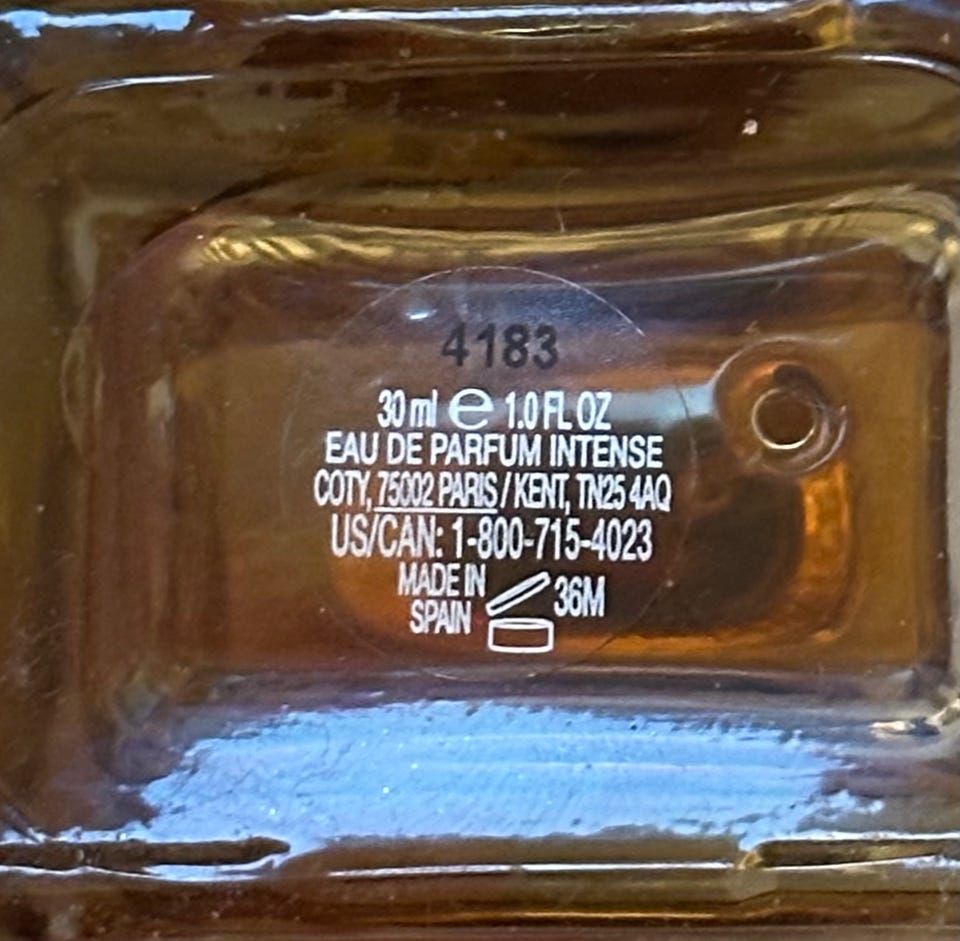 4183
30 ml ℮ 1.0 FL OZ
EAU DE PARFUM INTENSE
COTY, 75002 PARIS / KENT, TN25 4AQ
US/CAN: 1-800-715-4023
MADE IN
SPAIN
36M